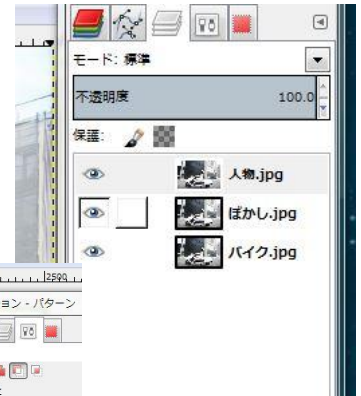 モード: 標準
不透明度 100.0
保護:
人物.jpg
ぼかし.jpg
バイク.jpg
2500
ョン - パターン